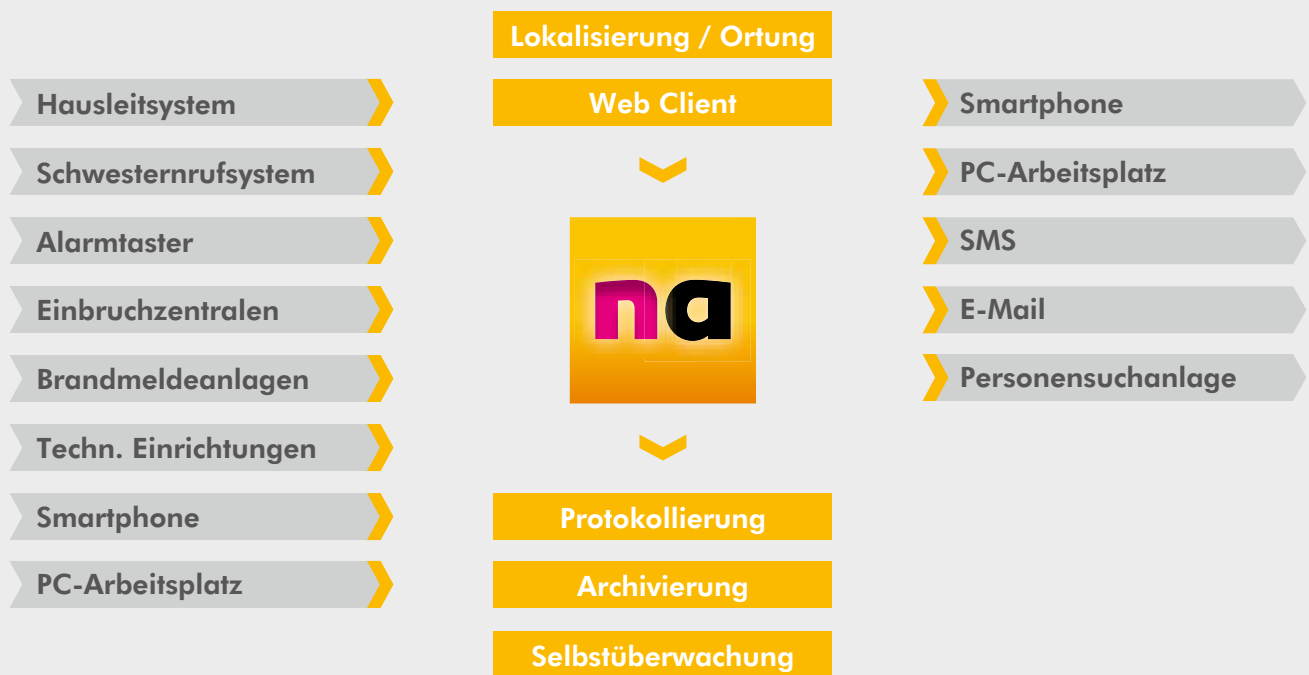 Lokalisierung / Ortung
Hausleitsystem
Schwesternrufsystem
Alarmtaster
Einbruchzentralen
Brandmeldeanlagen
Techn. Einrichtungen
Smartphone
PC-Arbeitsplatz
Web Client
na
Protokollierung
Archivierung
Selbstüberwachung
Smartphone
PC-Arbeitsplatz
SMS
E-Mail
Personensuchanlage